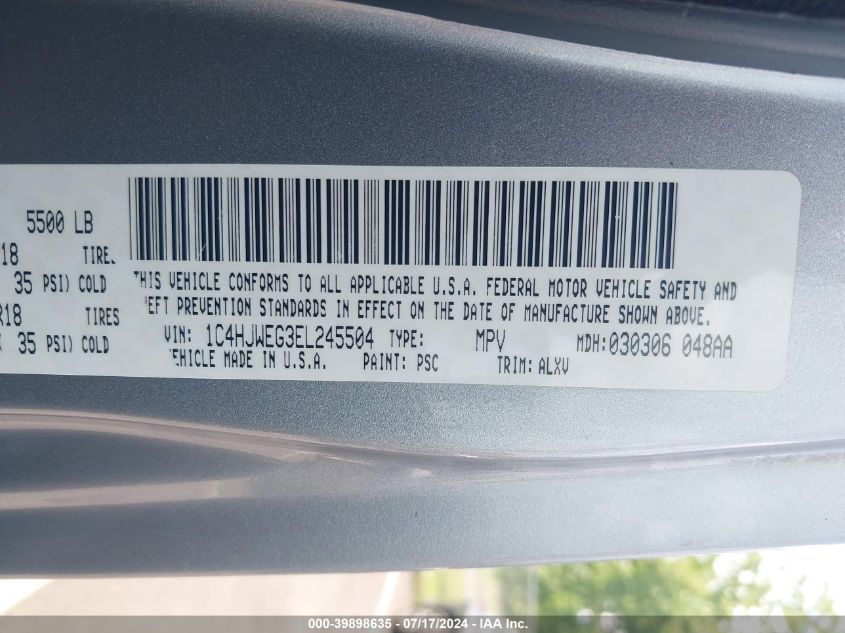 5500 LB
18 TIRE
35 PSI) COLD
R18 TIRES
35 PSI) COLD
THIS VEHICLE CONFORMS TO ALL APPLICABLE U.S.A. FEDERAL MOTOR VEHICLE SAFETY AND
EFT PREVENTION STANDARDS IN EFFECT ON THE DATE OF MANUFACTURE SHOWN ABOVE.
VIN: 1C4HJWEG3EL245504 TYPE: MPV MDH:030306 048AA
EHICLE MADE IN U.S.A. PAINT: PSC TRIM: ALXV
000-39898635 - 07/17/2024 - IAA Inc.